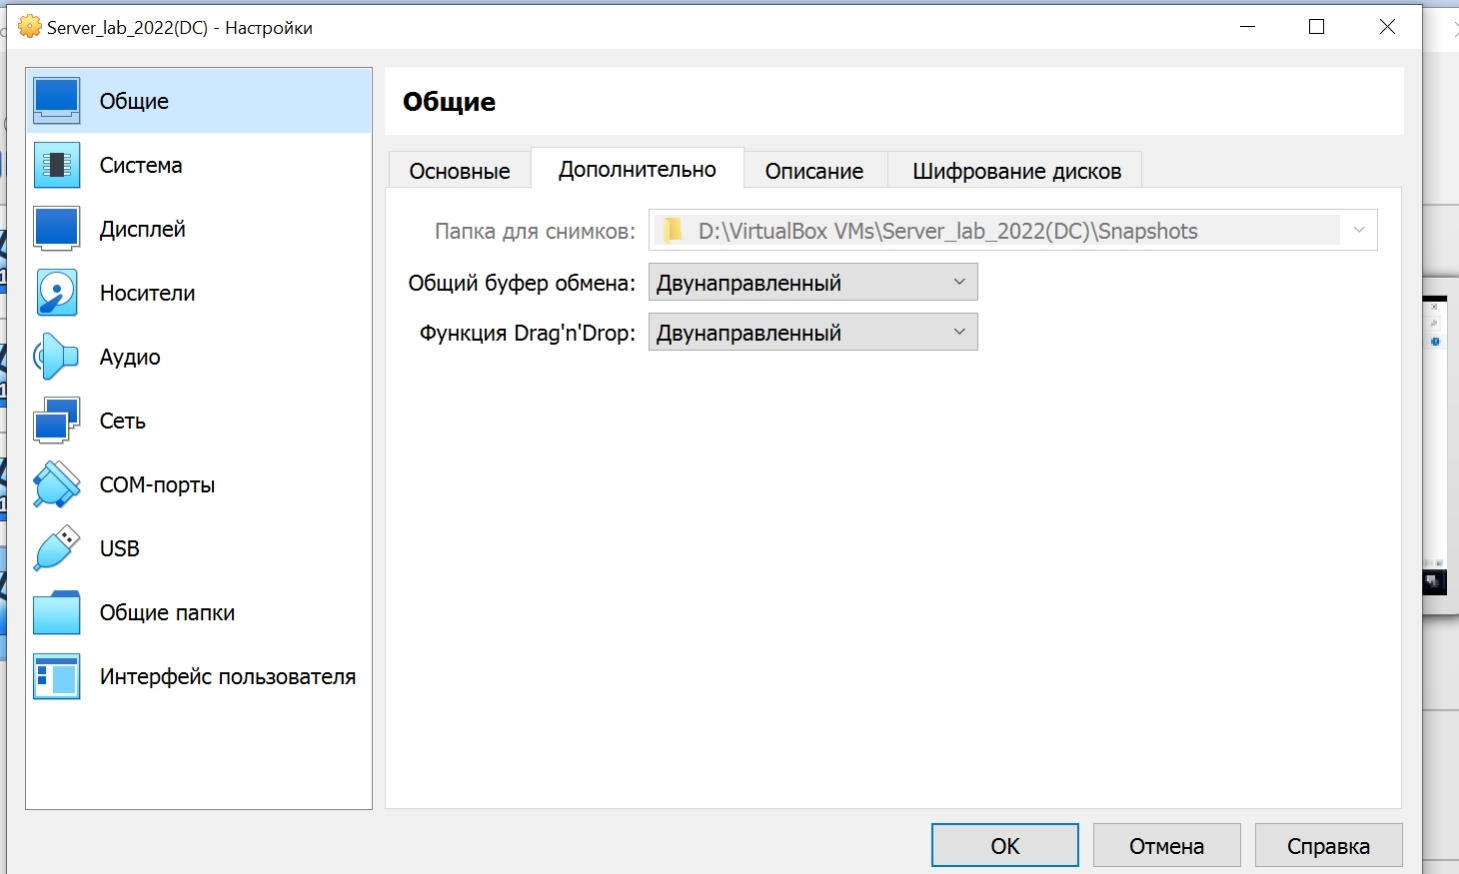 Server_lab_2022(DC) - Настройки
Общие
Система
Дисплей
Носители
Аудио
Сеть
COM-порты
USB
Общие папки
Интерфейс пользователя
Общие
Основные
Дополнительно
Описание
Шифрование дисков
Папка для снимков: D:\VirtualBox VMs\Server_lab_2022(DC)\Snapshots
Общий буфер обмена: Двунаправленный
Функция Drag'n'Drop: Двунаправленный
OK
Отмена
Справка